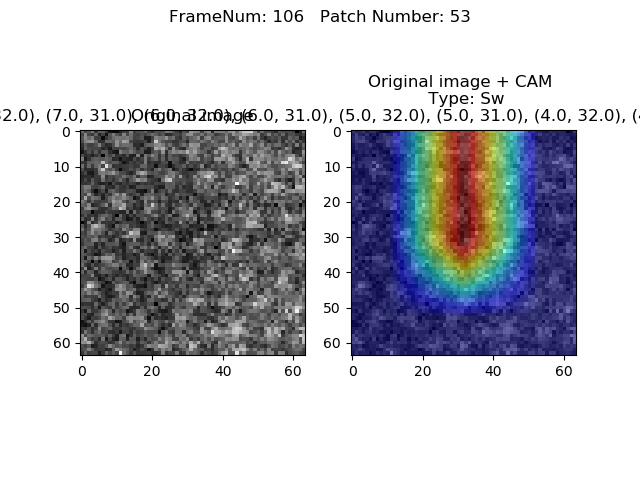 FrameNum: 106   Patch Number: 53
Original image + CAM
Type: Sw
32.0), (7.0, 31.0), (6.0, 32.0), (6.0, 31.0), (5.0, 32.0), (5.0, 31.0), (4.0, 32.0), (4
Original image
0
10
20
30
40
50
60
0 20 40 60
0
10
20
30
40
50
60
0 20 40 60